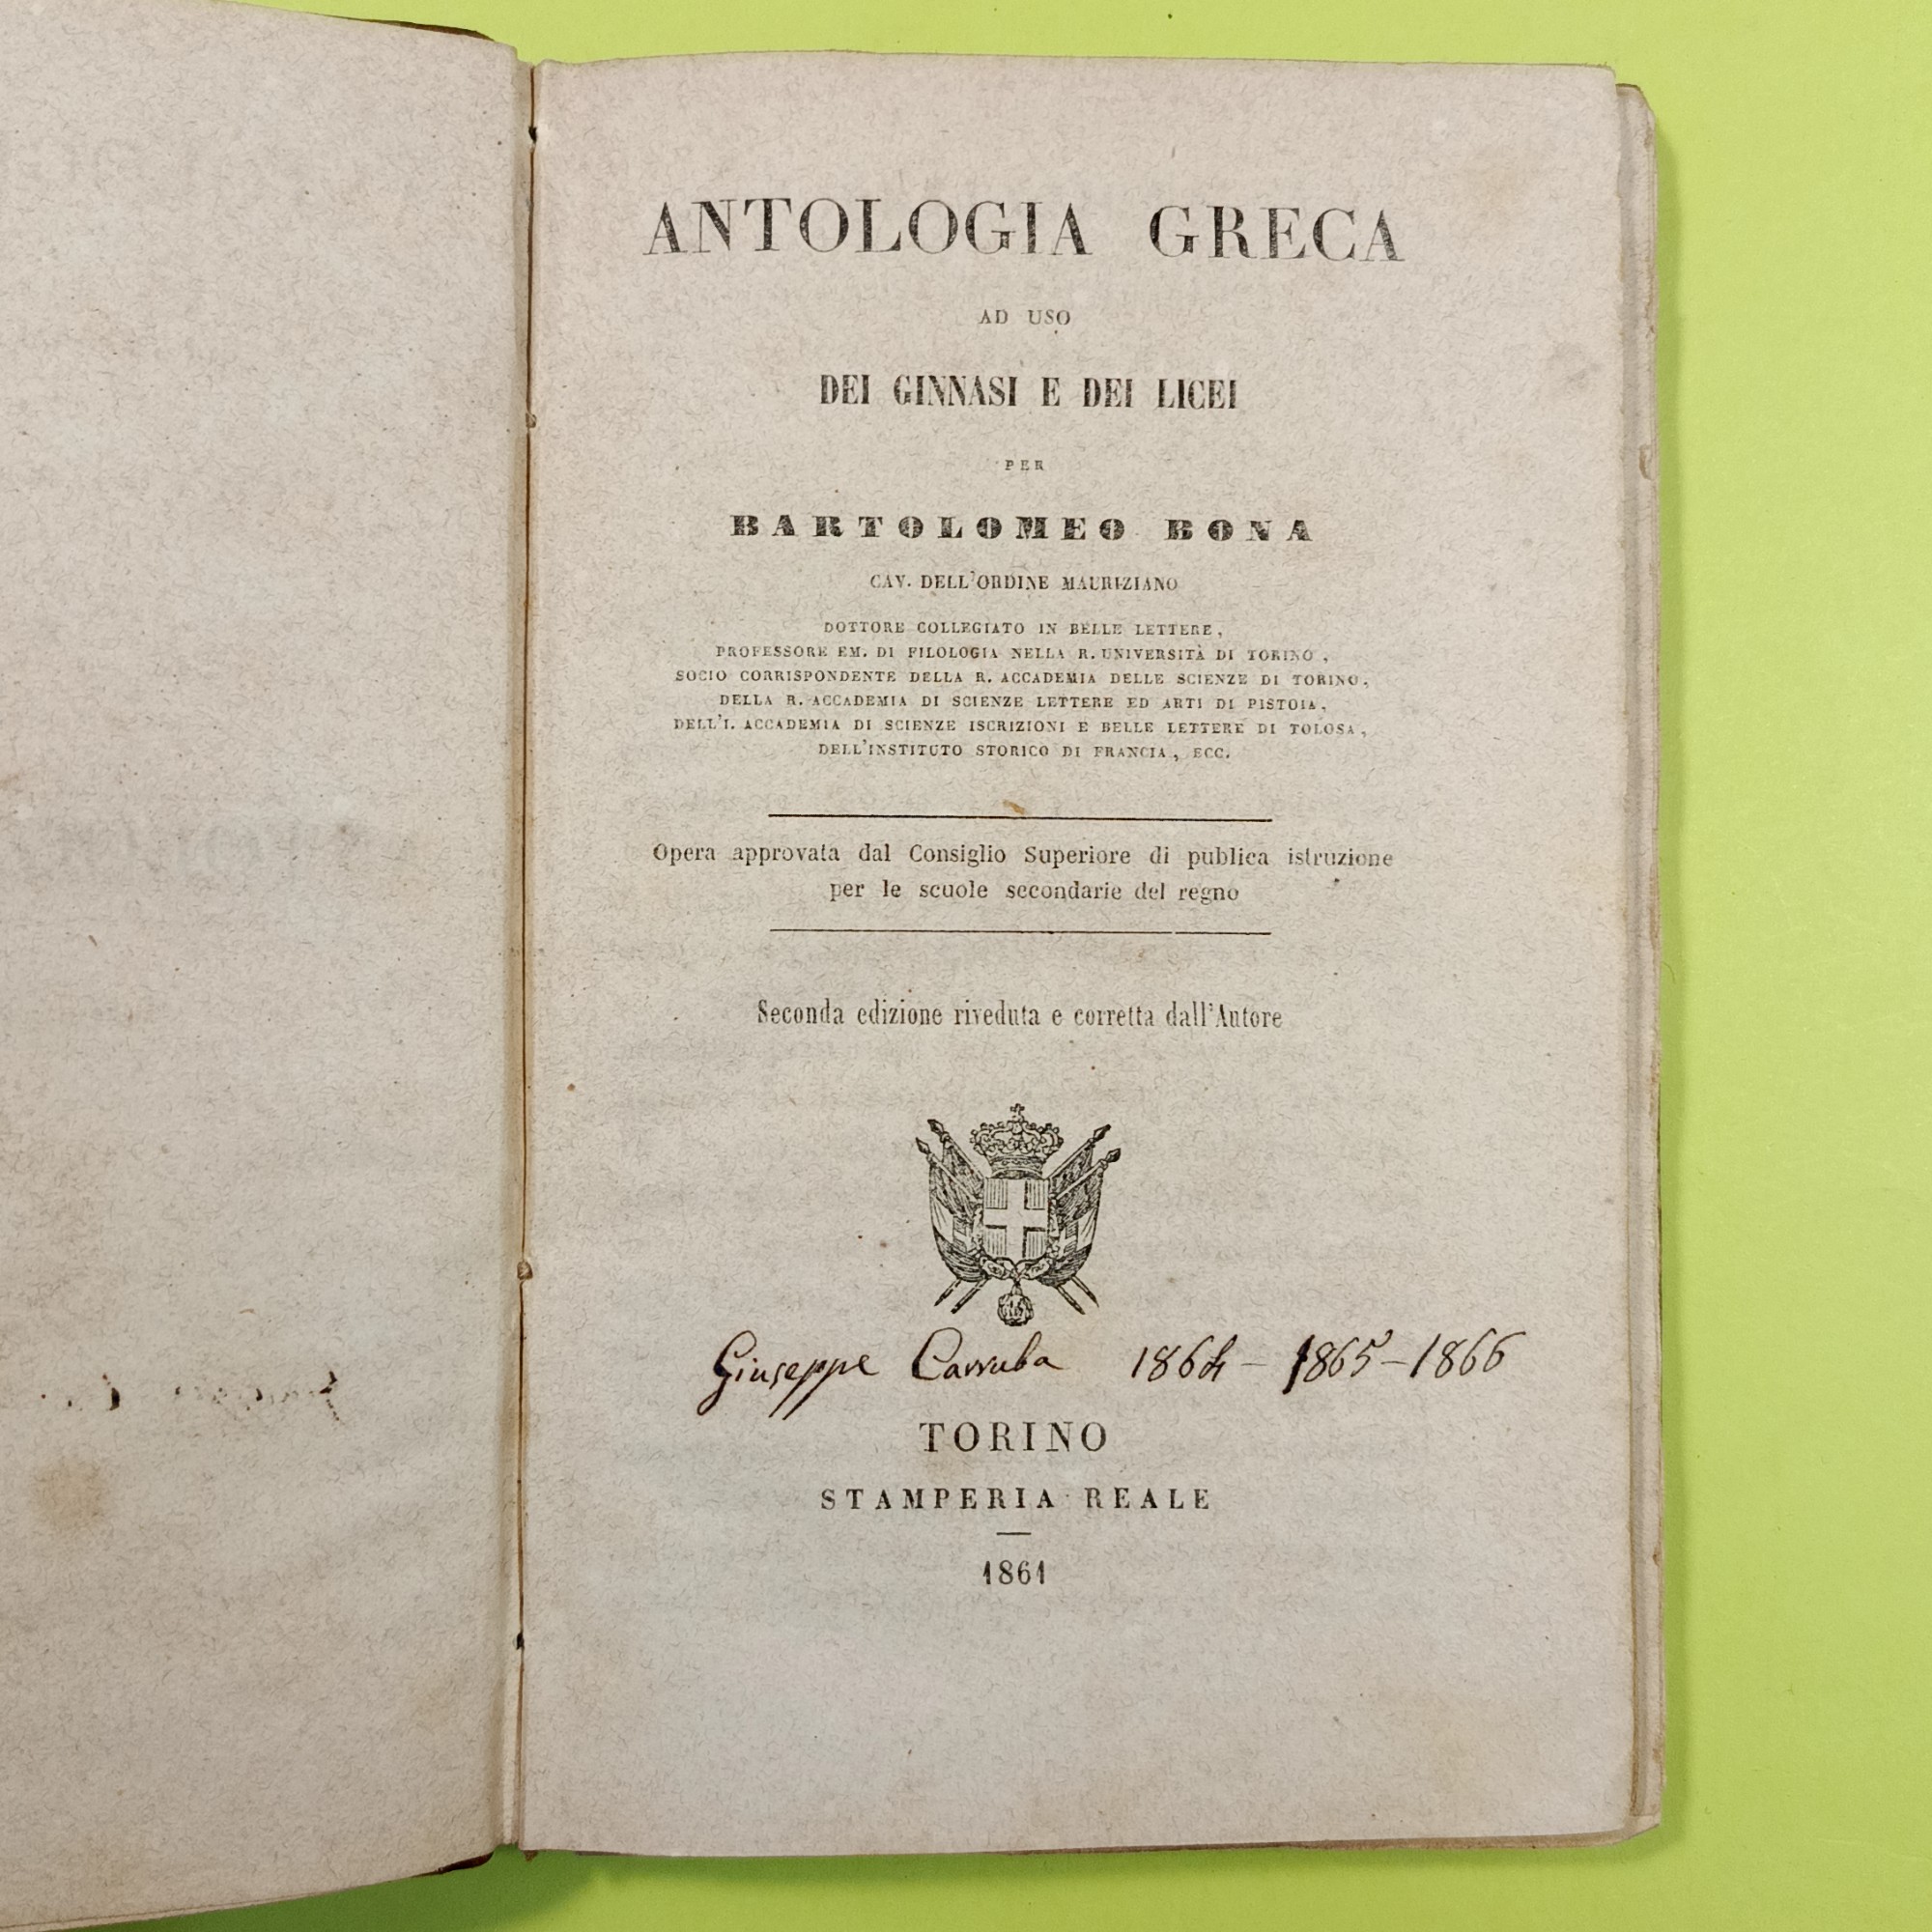 ANTOLOGIA GRECA
AD USO
DEI GINNASI E DEI LICEI
PER
BARTOLOMEO BONA
CAV. DELL'ORDINE MAURIZIANO
DOTTORE COLLEGIATO IN BELLE LETTERE,
PROFESSORE EM. DI FILOLOGIA NELLA R. UNIVERSITÀ DI TORINO,
SOCIO CORRISPONDENTE DELLA R. ACCADEMIA DELLE SCIENZE DI TORINO,
DELLA R. ACCADEMIA DI SCIENZE LETTERE ED ARTI DI PISTOIA,
DELL'I. ACCADEMIA DI SCIENZE ISCRIZIONI E BELLE LETTERE DI TOLOSA,
DELL'INSTITUTO STORICO DI FRANCIA, ECC.
Opera approvata dal Consiglio Superiore di publica istruzione
per le scuole secondarie del regno
Seconda edizione riveduta e corretta dall'Autore
Giuseppe Carruba 1864 - 1865 - 1866
TORINO
STAMPERIA REALE
1861